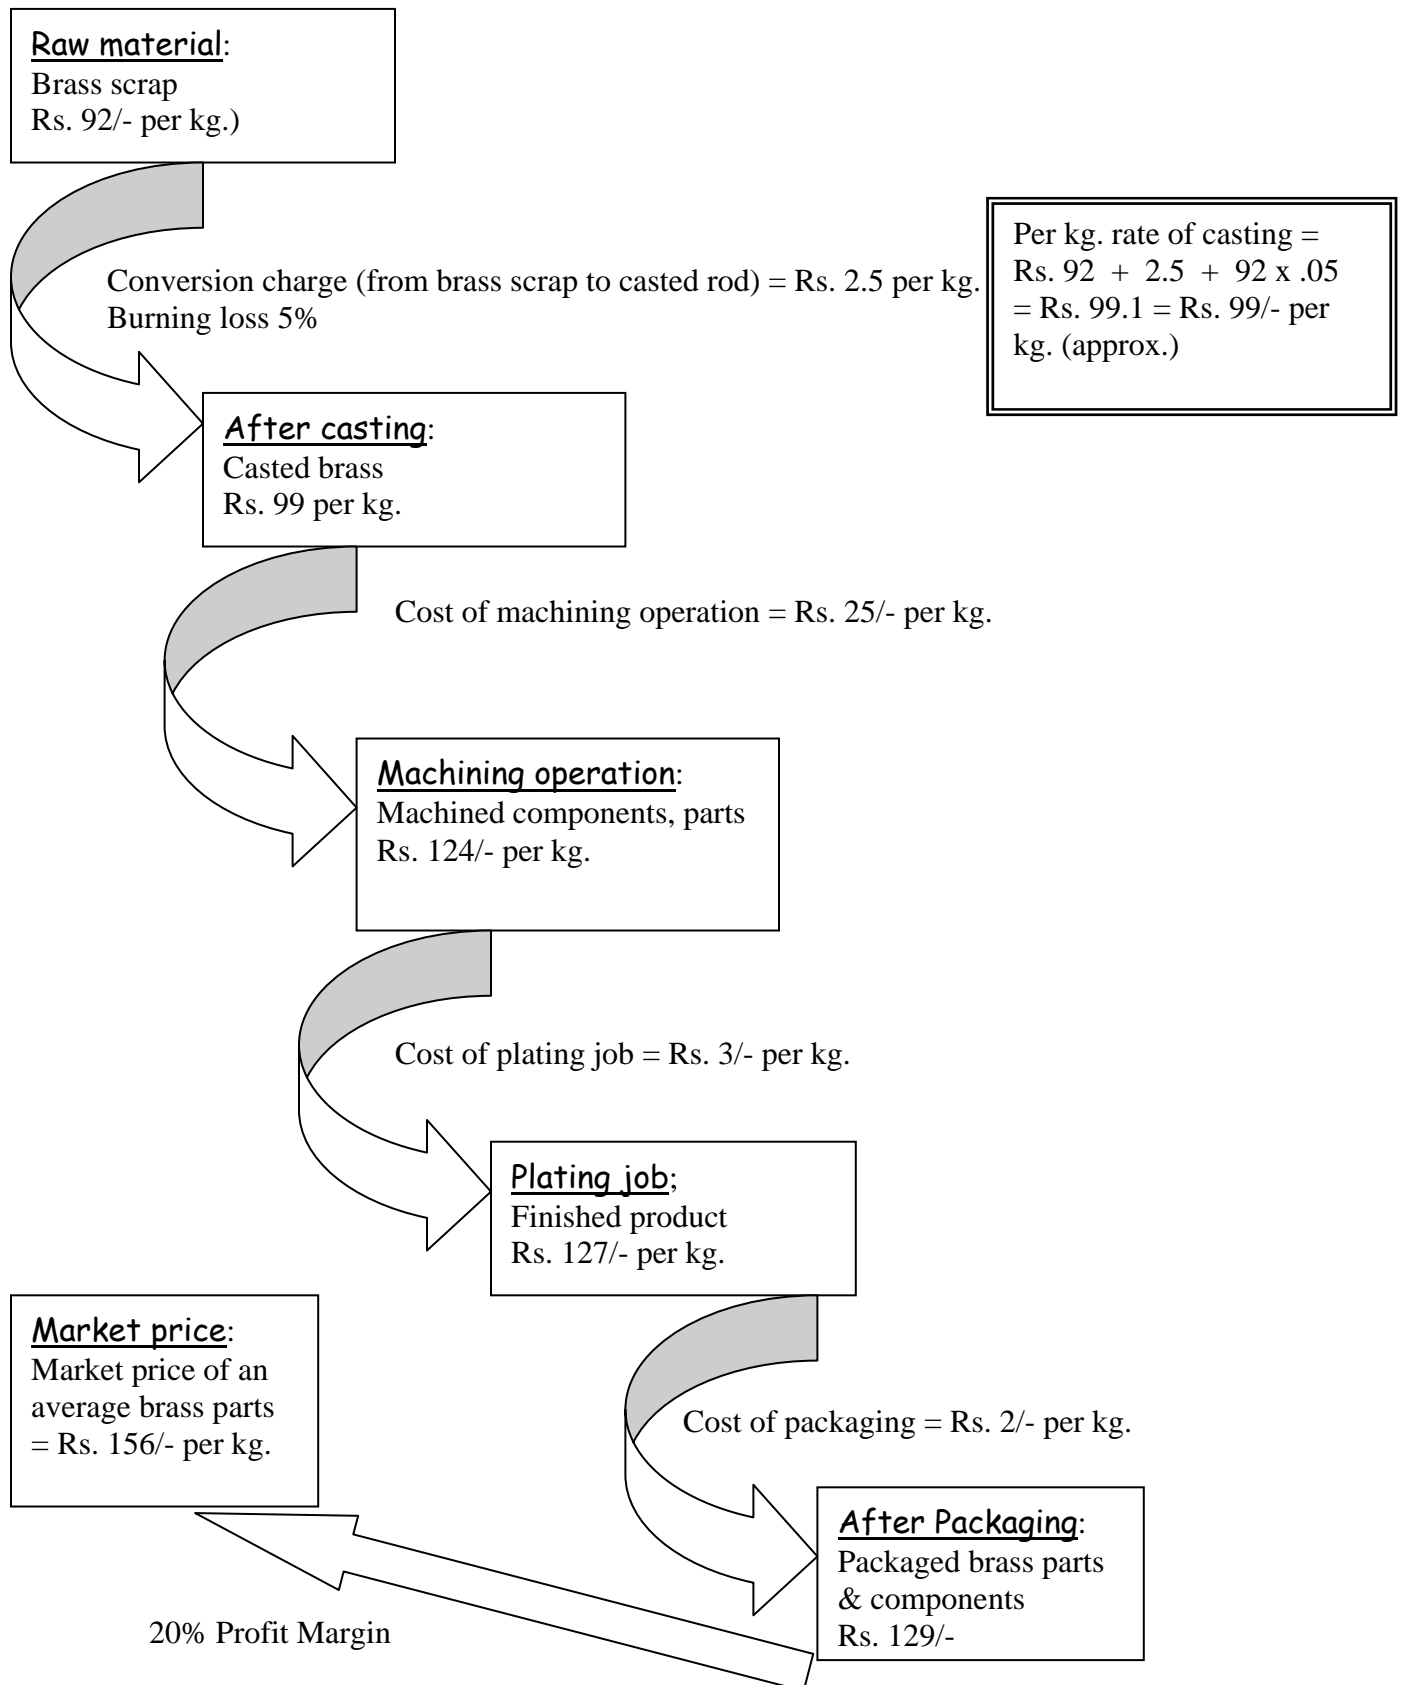 Raw material:
Brass scrap
Rs. 92/- per kg.)
Per kg. rate of casting =
Rs. 92 + 2.5 + 92 x .05
= Rs. 99.1 = Rs. 99/- per
kg. (approx.)
Conversion charge (from brass scrap to casted rod) = Rs. 2.5 per kg.
Burning loss 5%
After casting:
Casted brass
Rs. 99 per kg.
Cost of machining operation = Rs. 25/- per kg.
Machining operation:
Machined components, parts
Rs. 124/- per kg.
Cost of plating job = Rs. 3/- per kg.
Plating job;
Finished product
Rs. 127/- per kg.
Market price:
Market price of an
average brass parts
= Rs. 156/- per kg.
Cost of packaging = Rs. 2/- per kg.
After Packaging:
Packaged brass parts
& components
Rs. 129/-
20% Profit Margin